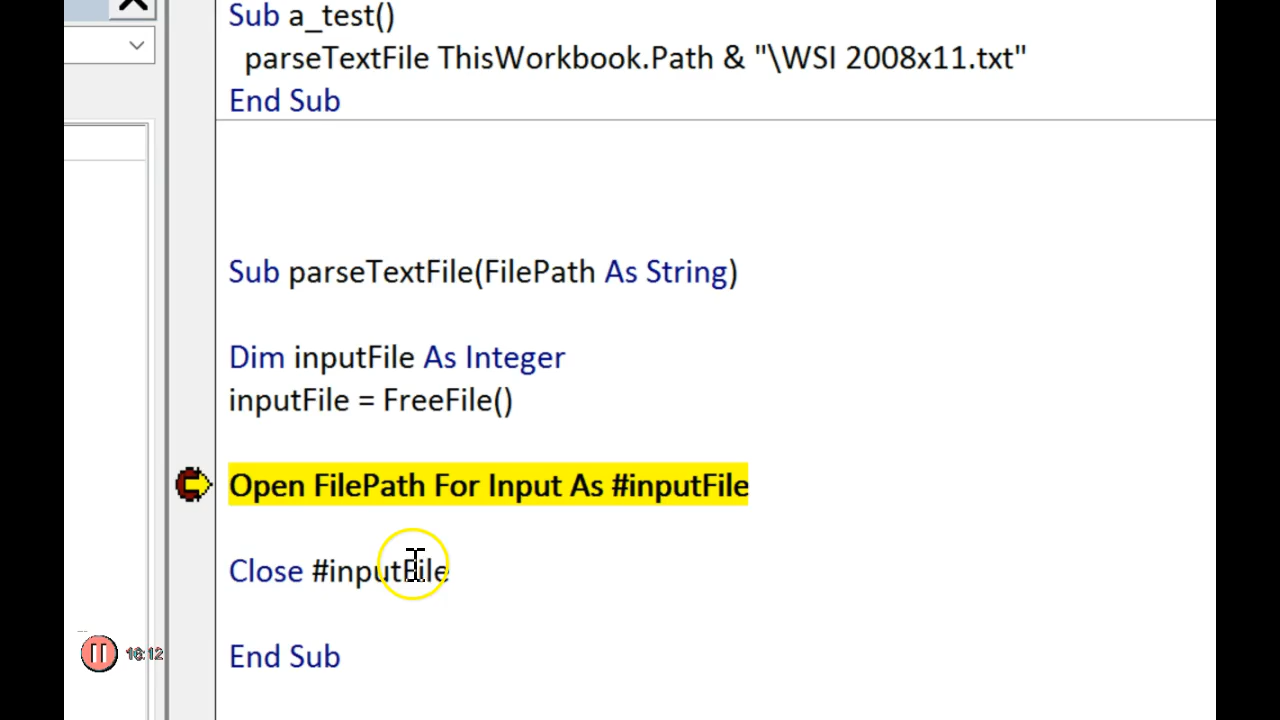 Sub a_test()
parseTextFile ThisWorkbook.Path & "\WSI 2008x11.txt"
End Sub
Sub parseTextFile(FilePath As String)
Dim inputFile As Integer
inputFile = FreeFile()
Open FilePath For Input As #inputFile
Close #inputFile
16:12
End Sub